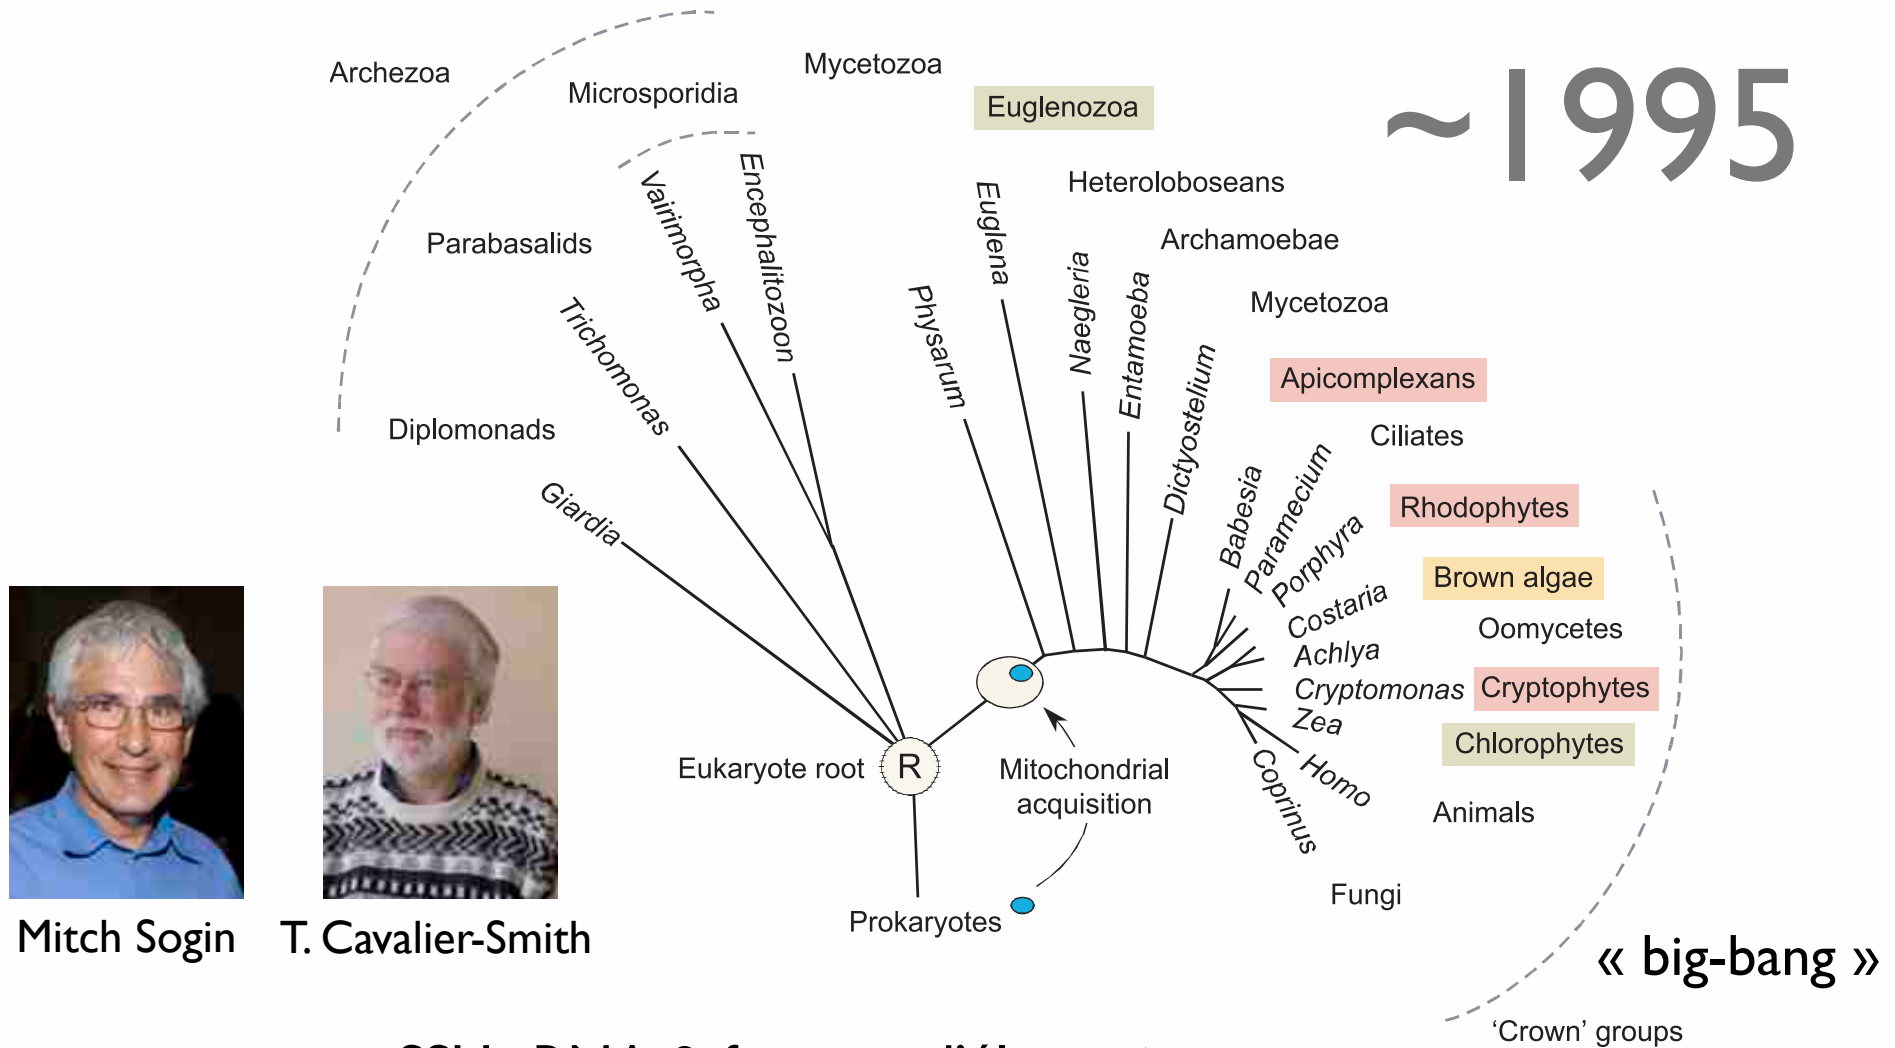 ~1995
Archezoa
Microsporidia
Mycetozoa
Euglenozoa
Heteroloboseans
Archamoebae
Mycetozoa
Parabasalids
Diplomonads
Vairimorpha
Encephalitozoon
Trichomonas
Giardia
Physarum
Euglena
Naegleria
Entamoeba
Dictyostelium
Apicomplexans
Ciliates
Babesia
Paramecium
Porphyra
Rhodophytes
Costaria
Brown algae
Achlya
Oomycetes
Cryptomonas
Cryptophytes
Zea
Chlorophytes
Homo
Animals
Coprinus
Fungi
Eukaryote root
R
Mitochondrial
acquisition
Prokaryotes
Mitch Sogin
T. Cavalier-Smith
« big-bang »
‘Crown’ groups